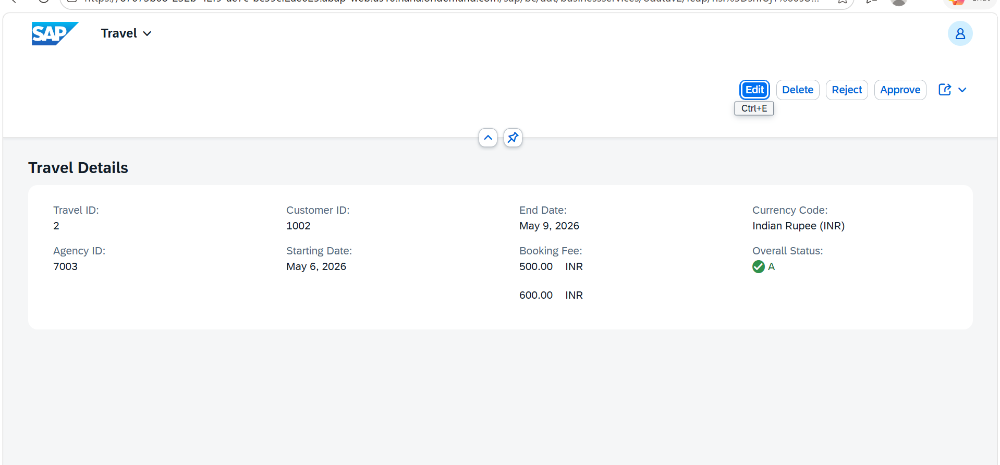 SAP
Travel
Edit Delete Reject Approve
Ctrl+E
Travel Details
Travel ID:
2
Agency ID:
7003
Customer ID:
1002
Starting Date:
May 6, 2026
End Date:
May 9, 2026
Booking Fee:
500.00 INR
600.00 INR
Currency Code:
Indian Rupee (INR)
Overall Status:
A